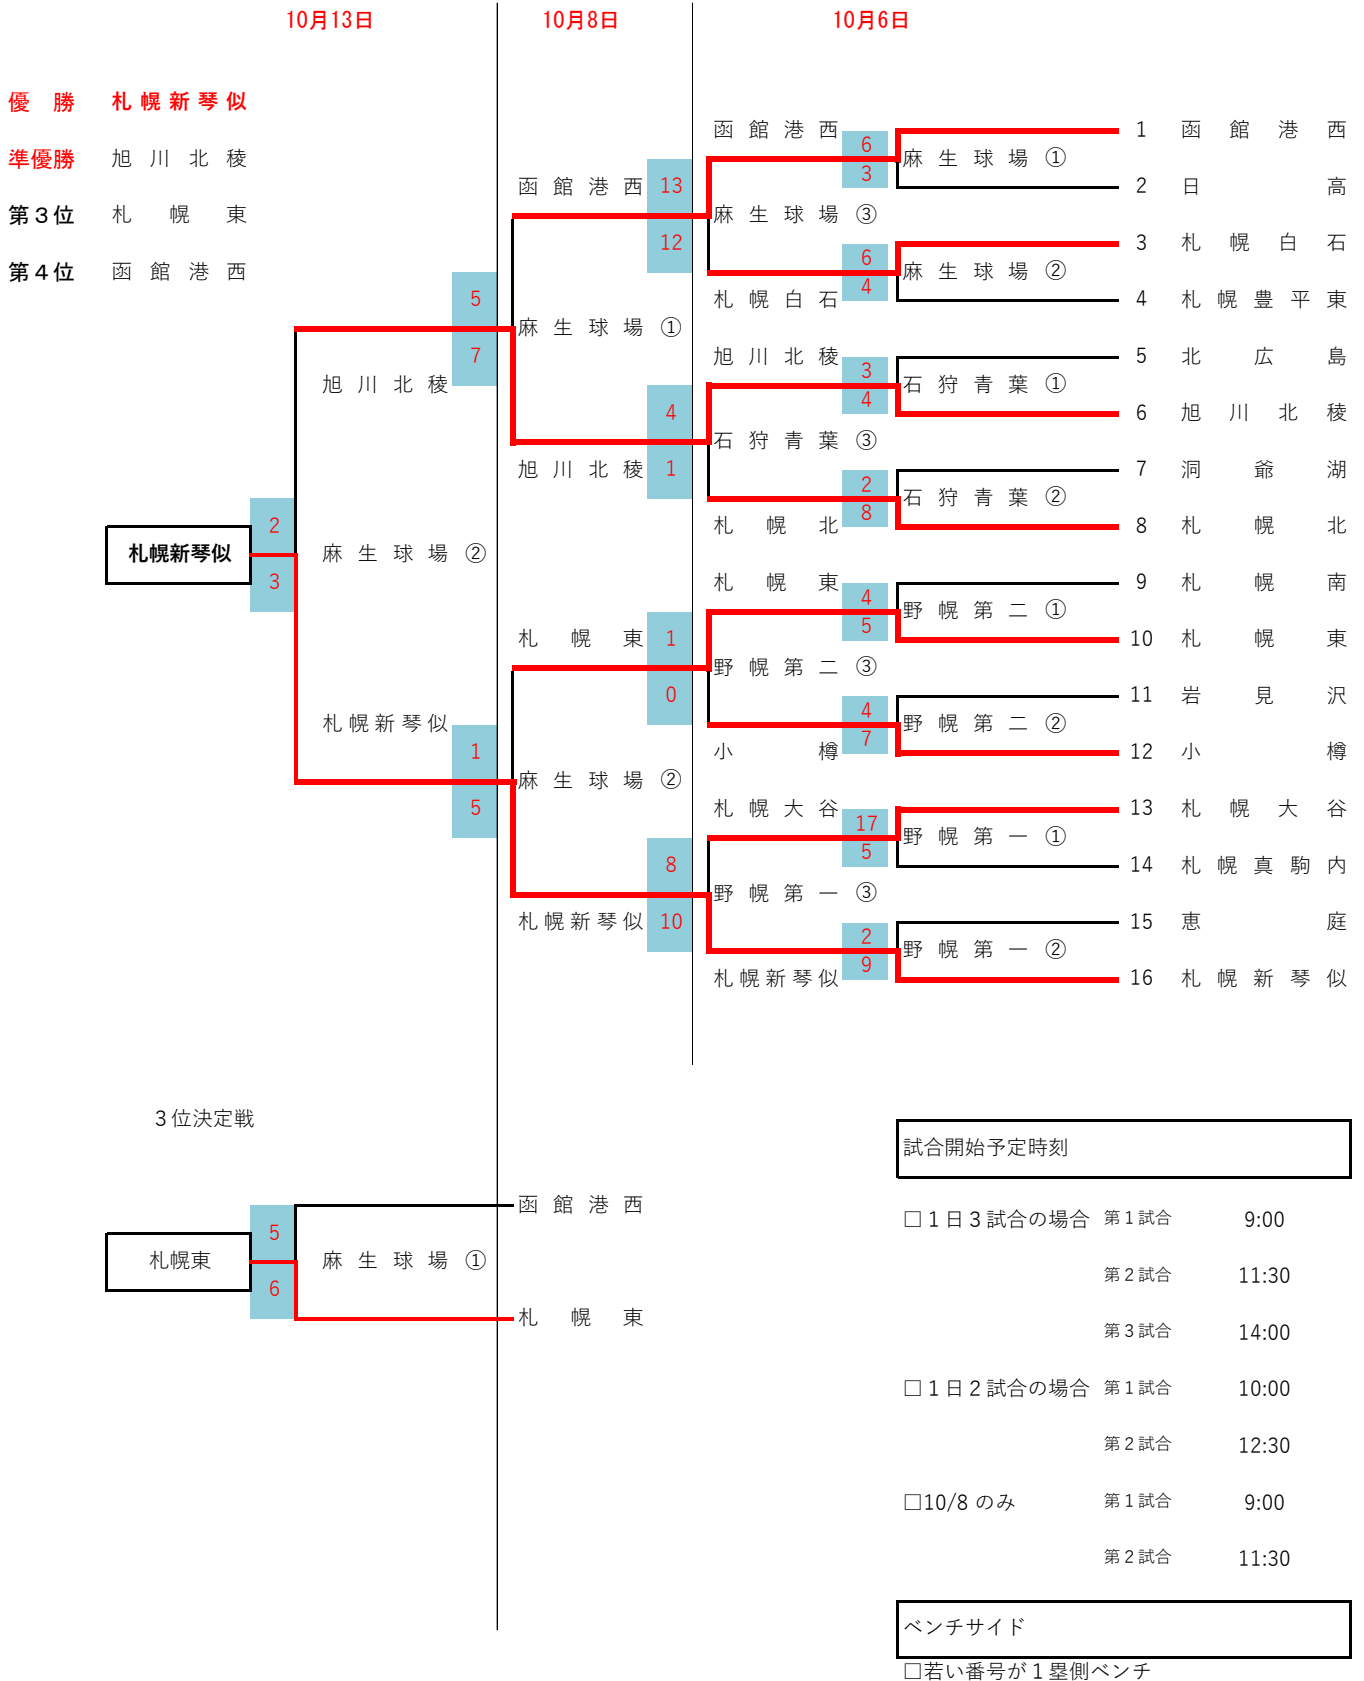 10月13日 10月8日 10月6日
優勝 札幌新琴似
函館港西 6 1 函館港西
準優勝 旭川北稜 麻生球場 ①
3
函館港西 13 2 日高
第３位 札幌東 麻生球場 ③
12 3 札幌白石
6
第４位 函館港西 麻生球場 ②
4
5 札幌白石 4 札幌豊平東
麻生球場 ①
7 旭川北稜 5 北広島
3
旭川北稜 石狩青葉 ①
4
4 6 旭川北稜
石狩青葉 ③
旭川北稜 1 7 洞爺湖
2
石狩青葉 ②
8
2 札幌北 8 札幌北
札幌新琴似 麻生球場 ②
3 札幌東 9 札幌南
4
野幌第二 ①
5
札幌東 1 10 札幌東
野幌第二 ③
0 11 岩見沢
4
札幌新琴似 野幌第二 ②
7
1 小樽 12 小樽
麻生球場 ②
5 札幌大谷 13 札幌大谷
17
野幌第一 ①
5
8 14 札幌真駒内
野幌第一 ③
札幌新琴似 10 15 恵庭
2
野幌第一 ②
9
札幌新琴似 16 札幌新琴似
３位決定戦
試合開始予定時刻
函館港西
5 □１日３試合の場合 第１試合 9:00
札幌東 麻生球場 ①
6 第２試合 11:30
札幌東
第３試合 14:00
□１日２試合の場合 第１試合 10:00
第２試合 12:30
□10/8 のみ 第１試合 9:00
第２試合 11:30
ベンチサイド
□若い番号が１塁側ベンチ